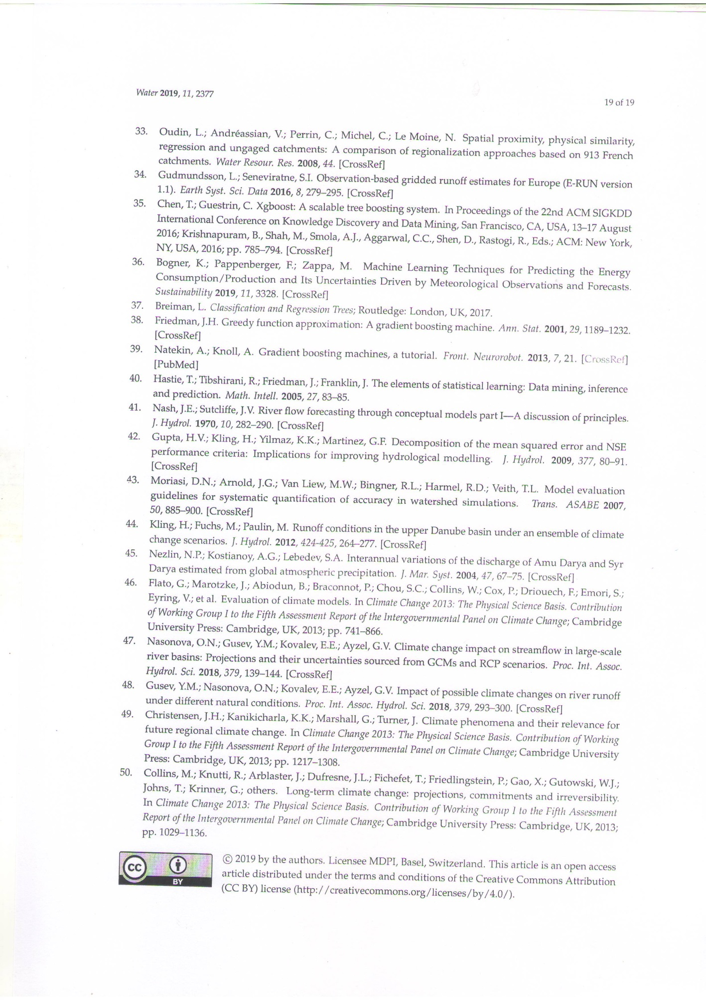 Water 2019, 11, 2377
19 of 19
33. Oudin, L.; Andréassian, V.; Perrin, C.; Michel, C.; Le Moine, N. Spatial proximity, physical similarity,
regression and ungaged catchments: A comparison of regionalization approaches based on 913 French
catchments. Water Resour. Res. 2008, 44. [CrossRef]
34. Gudmundsson, L.; Seneviratne, S.I. Observation-based gridded runoff estimates for Europe (E-RUN version
1.1). Earth Syst. Sci. Data 2016, 8, 279–295. [CrossRef]
35. Chen, T.; Guestrin, C. Xgboost: A scalable tree boosting system. In Proceedings of the 22nd ACM SIGKDD
International Conference on Knowledge Discovery and Data Mining, San Francisco, CA, USA, 13–17 August
2016; Krishnapuram, B., Shah, M., Smola, A.J., Aggarwal, C.C., Shen, D., Rastogi, R., Eds.; ACM: New York,
NY, USA, 2016; pp. 785–794. [CrossRef]
36. Bogner, K.; Pappenberger, F.; Zappa, M. Machine Learning Techniques for Predicting the Energy
Consumption/Production and Its Uncertainties Driven by Meteorological Observations and Forecasts.
Sustainability 2019, 11, 3328. [CrossRef]
37. Breiman, L. Classification and Regression Trees; Routledge: London, UK, 2017.
38. Friedman, J.H. Greedy function approximation: A gradient boosting machine. Ann. Stat. 2001, 29, 1189–1232.
[CrossRef]
39. Natekin, A.; Knoll, A. Gradient boosting machines, a tutorial. Front. Neurorobot. 2013, 7, 21. [CrossRef]
[PubMed]
40. Hastie, T.; Tibshirani, R.; Friedman, J.; Franklin, J. The elements of statistical learning: Data mining, inference
and prediction. Math. Intell. 2005, 27, 83–85.
41. Nash, J.E.; Sutcliffe, J.V. River flow forecasting through conceptual models part I—A discussion of principles.
J. Hydrol. 1970, 10, 282–290. [CrossRef]
42. Gupta, H.V.; Kling, H.; Yilmaz, K.K.; Martinez, G.F. Decomposition of the mean squared error and NSE
performance criteria: Implications for improving hydrological modelling. J. Hydrol. 2009, 377, 80–91.
[CrossRef]
43. Moriasi, D.N.; Arnold, J.G.; Van Liew, M.W.; Bingner, R.L.; Harmel, R.D.; Veith, T.L. Model evaluation
guidelines for systematic quantification of accuracy in watershed simulations. Trans. ASABE 2007,
50, 885–900. [CrossRef]
44. Kling, H.; Fuchs, M.; Paulin, M. Runoff conditions in the upper Danube basin under an ensemble of climate
change scenarios. J. Hydrol. 2012, 424-425, 264–277. [CrossRef]
45. Nezlin, N.P.; Kostianoy, A.G.; Lebedev, S.A. Interannual variations of the discharge of Amu Darya and Syr
Darya estimated from global atmospheric precipitation. J. Mar. Syst. 2004, 47, 67–75. [CrossRef]
46. Flato, G.; Marotzke, J.; Abiodun, B.; Braconnot, P.; Chou, S.C.; Collins, W.; Cox, P.; Driouech, F.; Emori, S.;
Eyring, V.; et al. Evaluation of climate models. In Climate Change 2013: The Physical Science Basis. Contribution
of Working Group I to the Fifth Assessment Report of the Intergovernmental Panel on Climate Change; Cambridge
University Press: Cambridge, UK, 2013; pp. 741–866.
47. Nasonova, O.N.; Gusev, Y.M.; Kovalev, E.E.; Ayzel, G.V. Climate change impact on streamflow in large-scale
river basins: Projections and their uncertainties sourced from GCMs and RCP scenarios. Proc. Int. Assoc.
Hydrol. Sci. 2018, 379, 139–144. [CrossRef]
48. Gusev, Y.M.; Nasonova, O.N.; Kovalev, E.E.; Ayzel, G.V. Impact of possible climate changes on river runoff
under different natural conditions. Proc. Int. Assoc. Hydrol. Sci. 2018, 379, 293–300. [CrossRef]
49. Christensen, J.H.; Kanikicharla, K.K.; Marshall, G.; Turner, J. Climate phenomena and their relevance for
future regional climate change. In Climate Change 2013: The Physical Science Basis. Contribution of Working
Group I to the Fifth Assessment Report of the Intergovernmental Panel on Climate Change; Cambridge University
Press: Cambridge, UK, 2013; pp. 1217–1308.
50. Collins, M.; Knutti, R.; Arblaster, J.; Dufresne, J.L.; Fichefet, T.; Friedlingstein, P.; Gao, X.; Gutowski, W.J.;
Johns, T.; Krinner, G.; others. Long-term climate change: projections, commitments and irreversibility.
In Climate Change 2013: The Physical Science Basis. Contribution of Working Group I to the Fifth Assessment
Report of the Intergovernmental Panel on Climate Change; Cambridge University Press: Cambridge, UK, 2013;
pp. 1029–1136.
cc
BY
© 2019 by the authors. Licensee MDPI, Basel, Switzerland. This article is an open access
article distributed under the terms and conditions of the Creative Commons Attribution
(CC BY) license (http://creativecommons.org/licenses/by/4.0/).